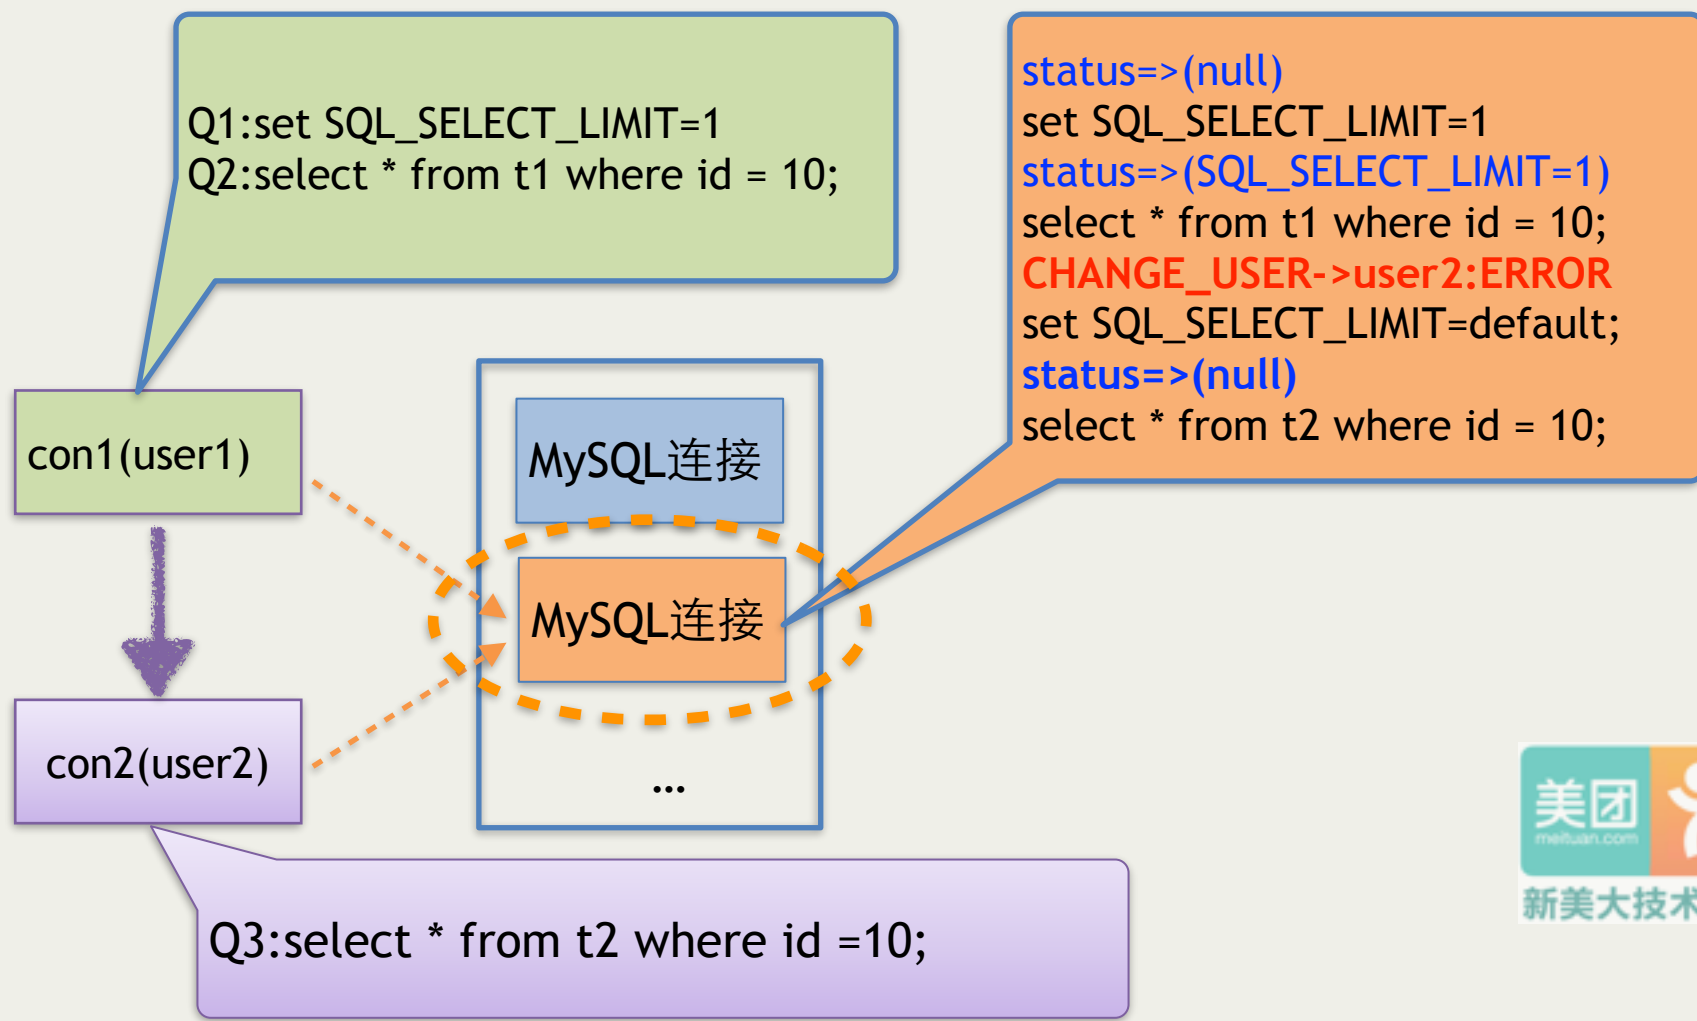 Q1:set SQL_SELECT_LIMIT=1
Q2:select * from t1 where id = 10;
status=>(null)
set SQL_SELECT_LIMIT=1
status=>(SQL_SELECT_LIMIT=1)
select * from t1 where id = 10;
CHANGE_USER->user2:ERROR
set SQL_SELECT_LIMIT=default;
status=>(null)
select * from t2 where id = 10;
con1(user1)
MySQL连接
MySQL连接
con2(user2)
...
Q3:select * from t2 where id =10;
美团
meituan.com
新美大技术